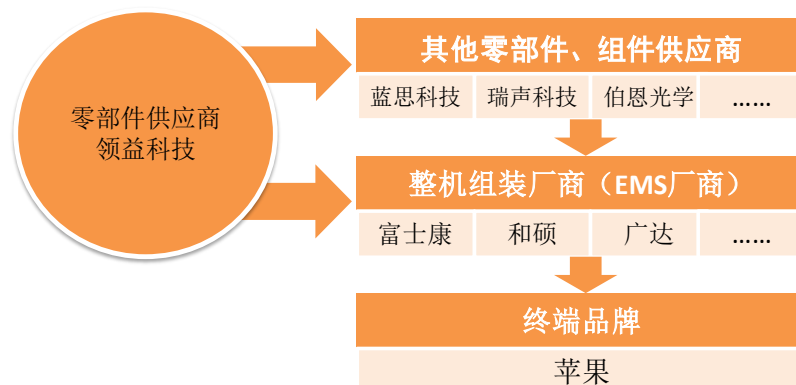 零部件供应商
领益科技
其他零部件、组件供应商
蓝思科技 瑞声科技 伯恩光学 ……
整机组装厂商（EMS厂商）
富士康 和硕 广达 ……
终端品牌
苹果